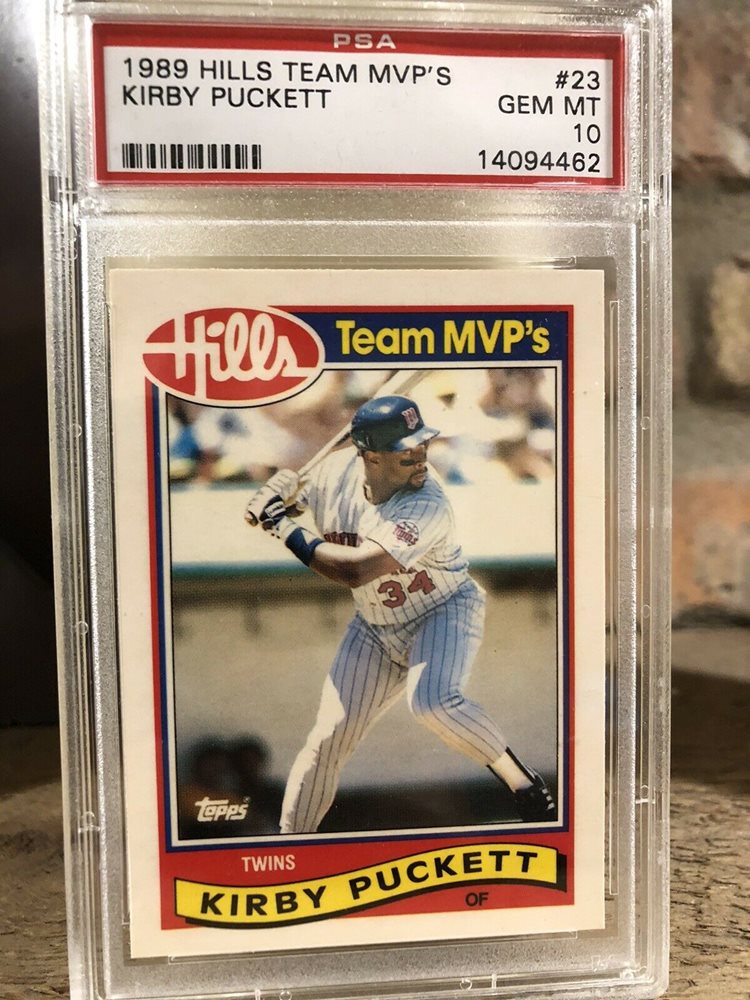 PSA
1989 HILLS TEAM MVP'S #23
KIRBY PUCKETT GEM MT
10
14094462
Hills Team MVP's
Twins
34
topps
TWINS
KIRBY PUCKETT
OF